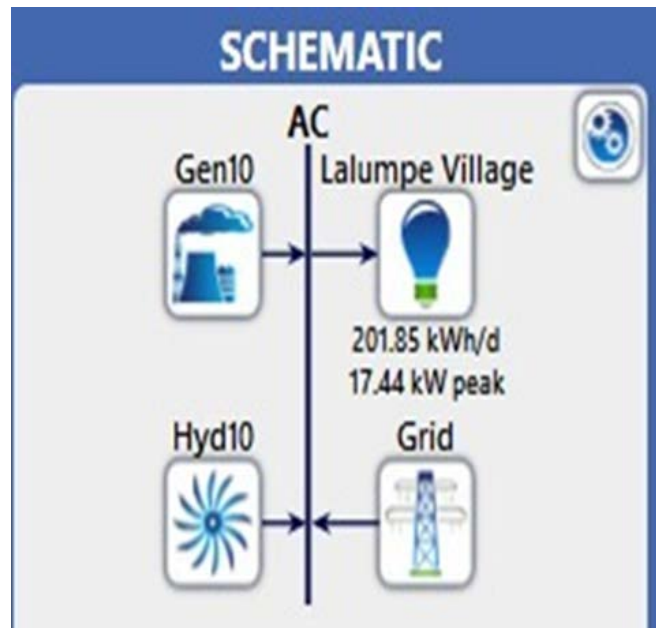 SCHEMATIC
AC
Gen10
Lalumpe Village
201.85 kWh/d
17.44 kW peak
Hyd10
Grid